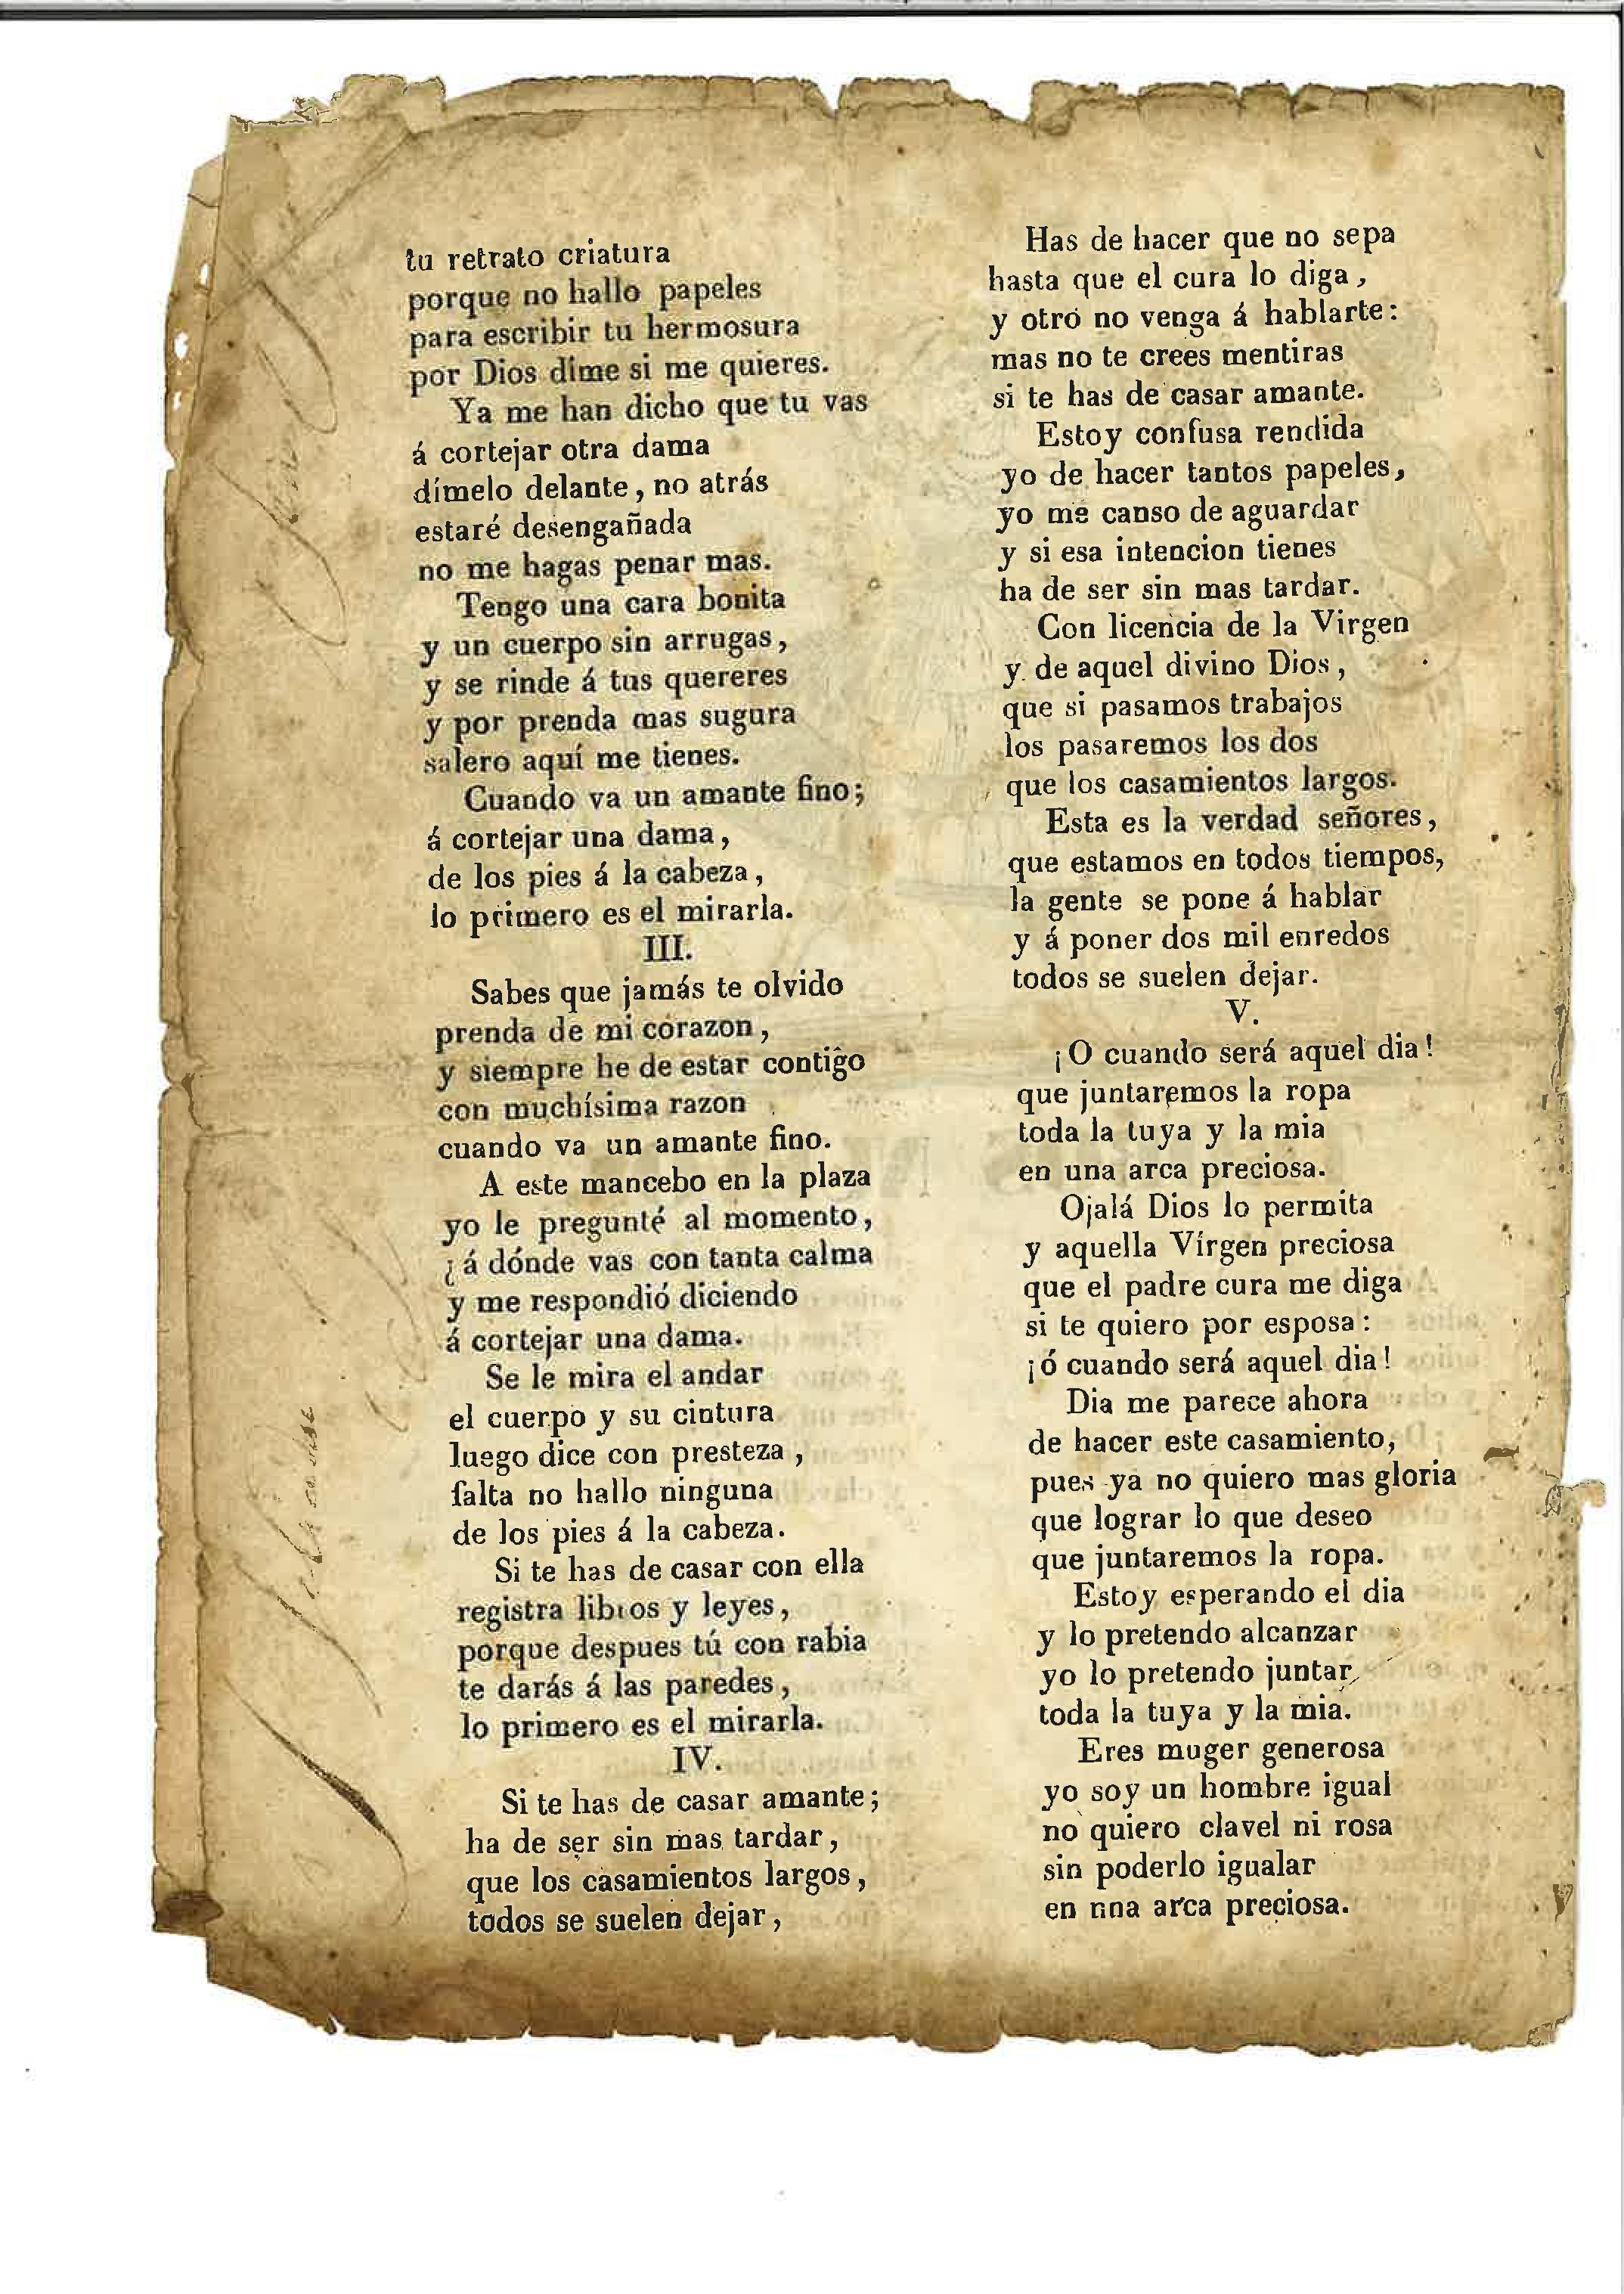 tu retrato criatura
porque no hallo papeles
para escribir tu hermosura
por Dios dime si me quieres.
Ya me han dicho que tu vas
á cortejar otra dama
dímelo delante, no atrás
estaré desengañada
no me hagas penar mas.
Tengo una cara bonita
y un cuerpo sin arrugas,
y se rinde á tus quereres
y por prenda mas sugura
salero aquí me tienes.
Cuando va un amante fino;
á cortejar una dama,
de los pies á la cabeza,
lo primero es el mirarla.
III.
Sabes que jamás te olvido
prenda de mi corazon,
y siempre he de estar contigo
con muchísima razon
cuando va un amante fino.
A este mancebo en la plaza
yo le pregunté al momento,
¿á dónde vas con tanta calma
y me respondió diciendo
á cortejar una dama.
Se le mira el andar
el cuerpo y su cintura
luego dice con presteza,
falta no hallo ninguna
de los pies á la cabeza.
Si te has de casar con ella
registra libros y leyes,
porque despues tú con rabia
te darás á las paredes,
lo primero es el mirarla.
IV.
Si te has de casar amante;
ha de ser sin mas tardar,
que los casamientos largos,
todos se suelen dejar,
Has de hacer que no sepa
hasta que el cura lo diga,
y otro no venga á hablarte:
mas no te crees mentiras
si te has de casar amante.
Estoy confusa rendida
yo de hacer tantos papeles,
yo me canso de aguardar
y si esa intencion tienes
ha de ser sin mas tardar.
Con licencia de la Virgen
y de aquel divino Dios,
que si pasamos trabajos
los pasaremos los dos
que los casamientos largos.
Esta es la verdad señores,
que estamos en todos tiempos,
la gente se pone á hablar
y á poner dos mil enredos
todos se suelen dejar.
V.
¡O cuando será aquel dia!
que juntaremos la ropa
toda la tuya y la mia
en una arca preciosa.
Ojalá Dios lo permita
y aquella Vírgen preciosa
que el padre cura me diga
si te quiero por esposa:
¡ó cuando será aquel dia!
Dia me parece ahora
de hacer este casamiento,
pues ya no quiero mas gloria
que lograr lo que deseo
que juntaremos la ropa.
Estoy esperando el dia
y lo pretendo alcanzar
yo lo pretendo juntar,
toda la tuya y la mia.
Eres muger generosa
yo soy un hombre igual
no quiero clavel ni rosa
sin poderlo igualar
en nna arca preciosa.